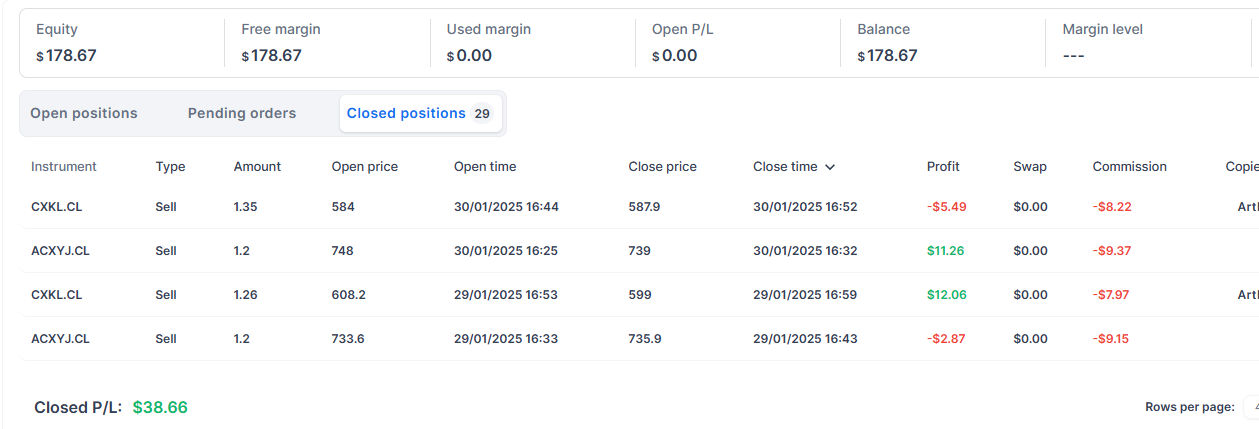 Equity Free margin Used margin Open P/L Balance Margin level
$178.67 $178.67 $0.00 $0.00 $178.67 ---
Open positions Pending orders Closed positions 29
Instrument Type Amount Open price Open time Close price Close time Profit Swap Commission Copie
CXKL.CL Sell 1.35 584 30/01/2025 16:44 587.9 30/01/2025 16:52 -$5.49 $0.00 -$8.22 Art
ACXYJ.CL Sell 1.2 748 30/01/2025 16:25 739 30/01/2025 16:32 $11.26 $0.00 -$9.37
CXKL.CL Sell 1.26 608.2 29/01/2025 16:53 599 29/01/2025 16:59 $12.06 $0.00 -$7.97 Art
ACXYJ.CL Sell 1.2 733.6 29/01/2025 16:33 735.9 29/01/2025 16:43 -$2.87 $0.00 -$9.15
Closed P/L: $38.66 Rows per page: